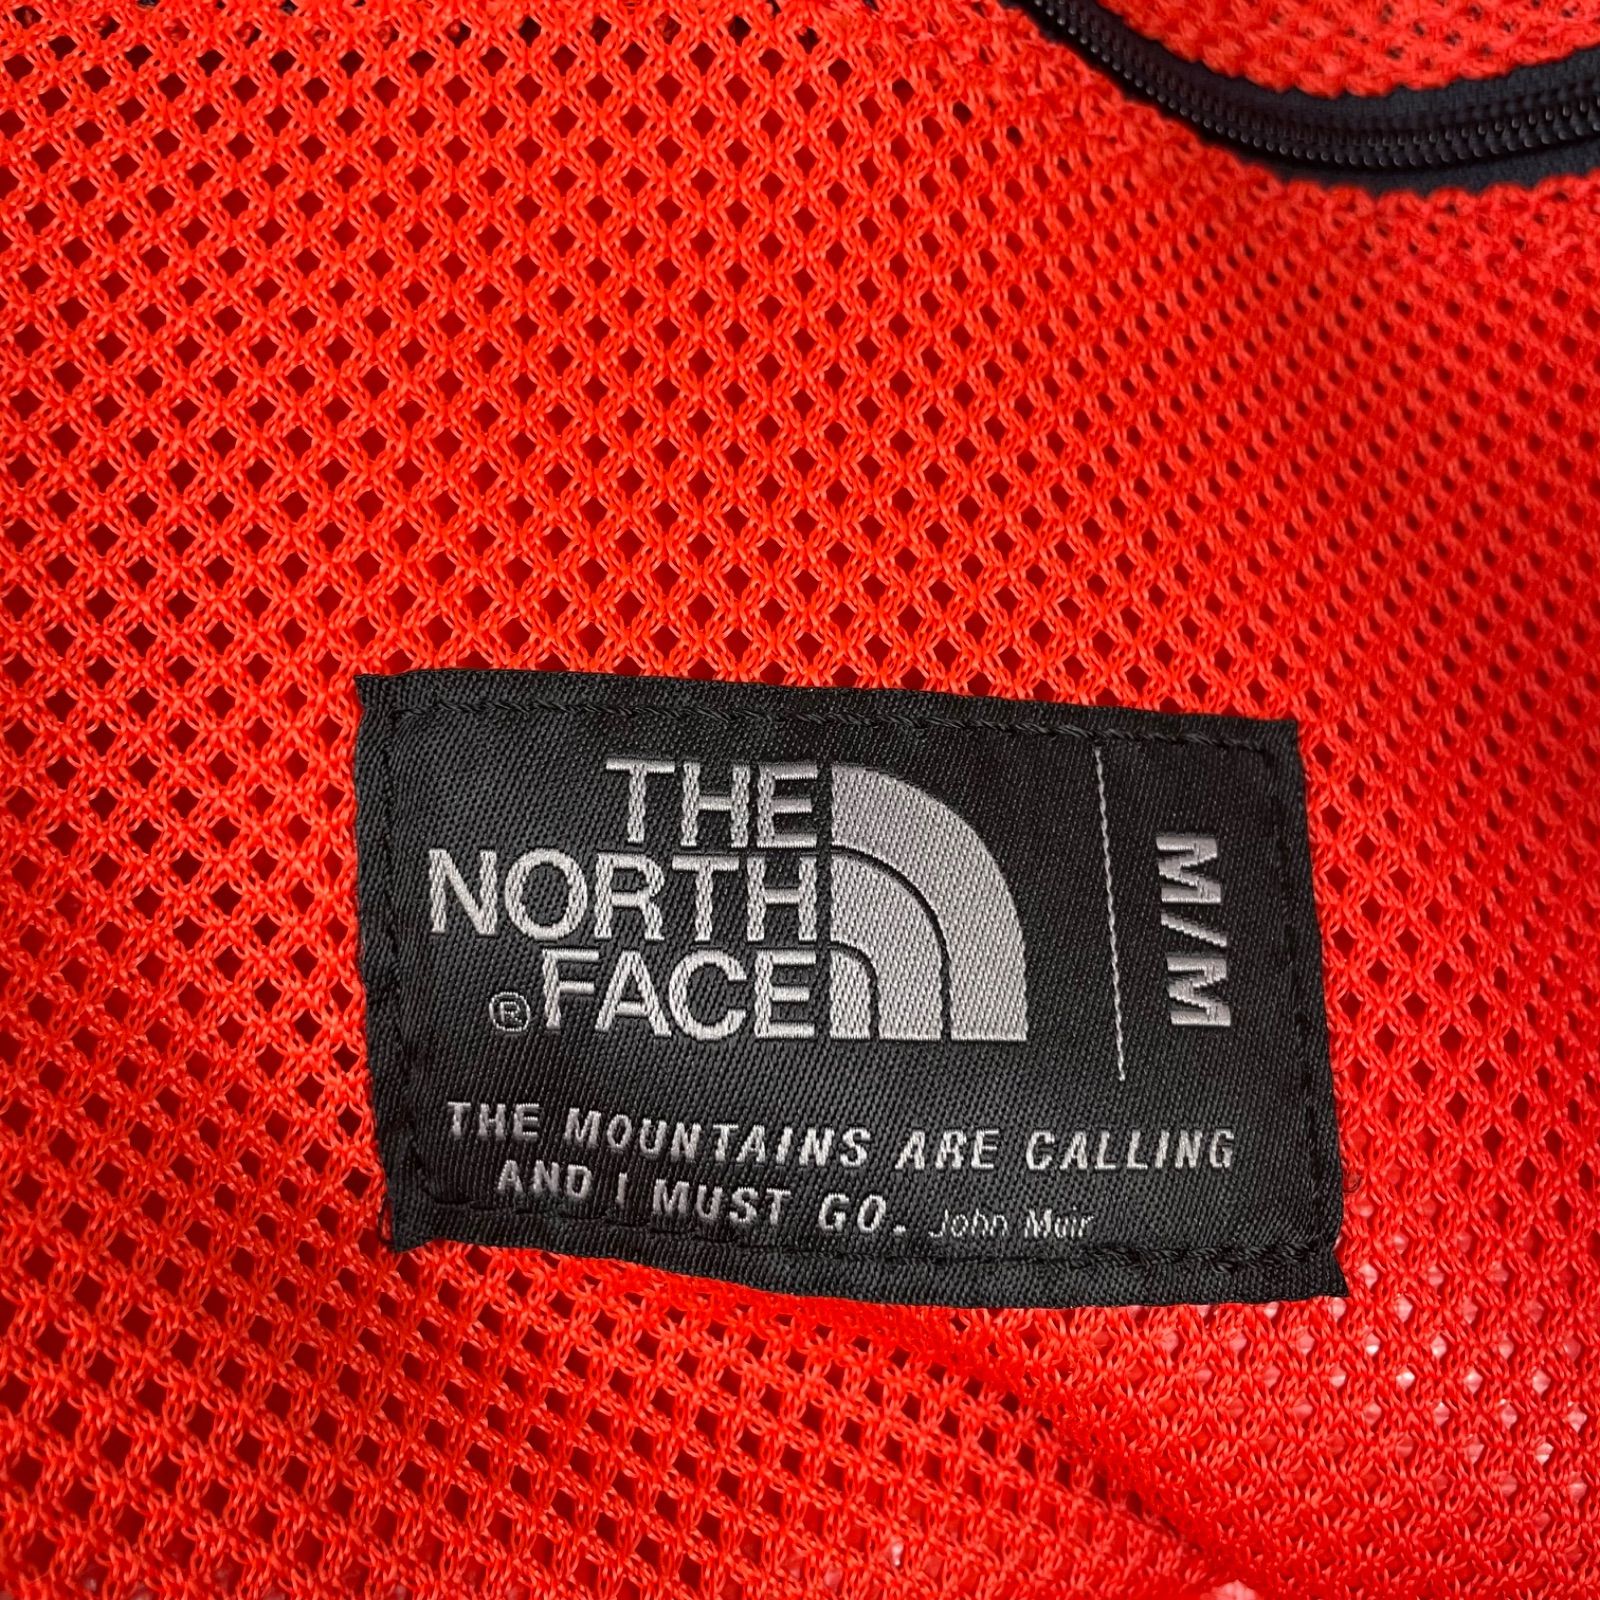 THE
NORTH
® FACE
M/M
THE MOUNTAINS ARE CALLING
AND I MUST GO. John Muir